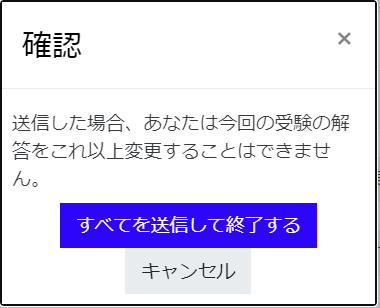 確認
×
送信した場合、あなたは今回の受験の解
答をこれ以上変更することはできませ
ん。
すべてを送信して終了する
キャンセル